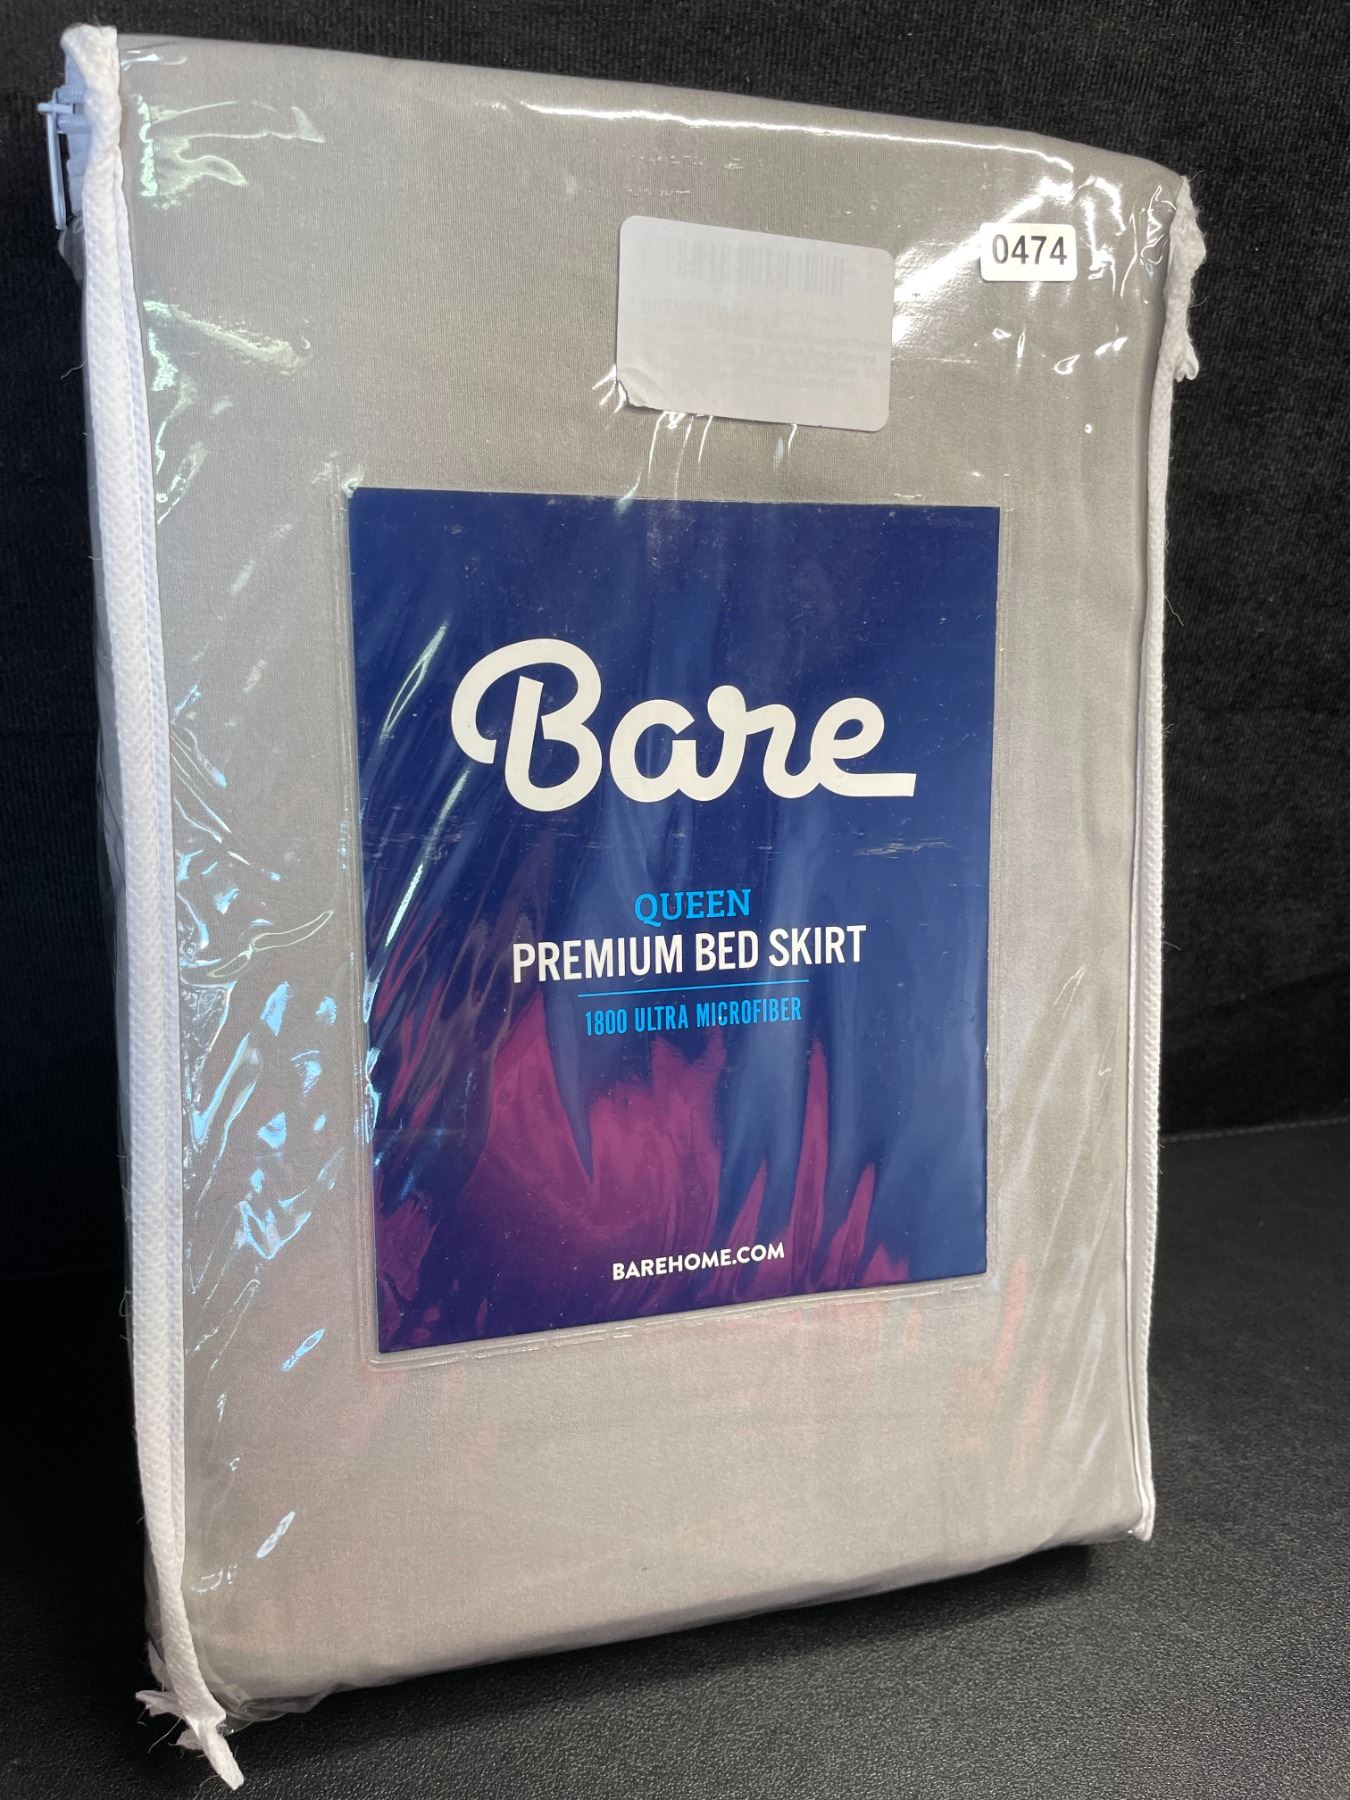 0474
Bare
QUEEN
PREMIUM BED SKIRT
1800 ULTRA MICROFIBER
BAREHOME.COM